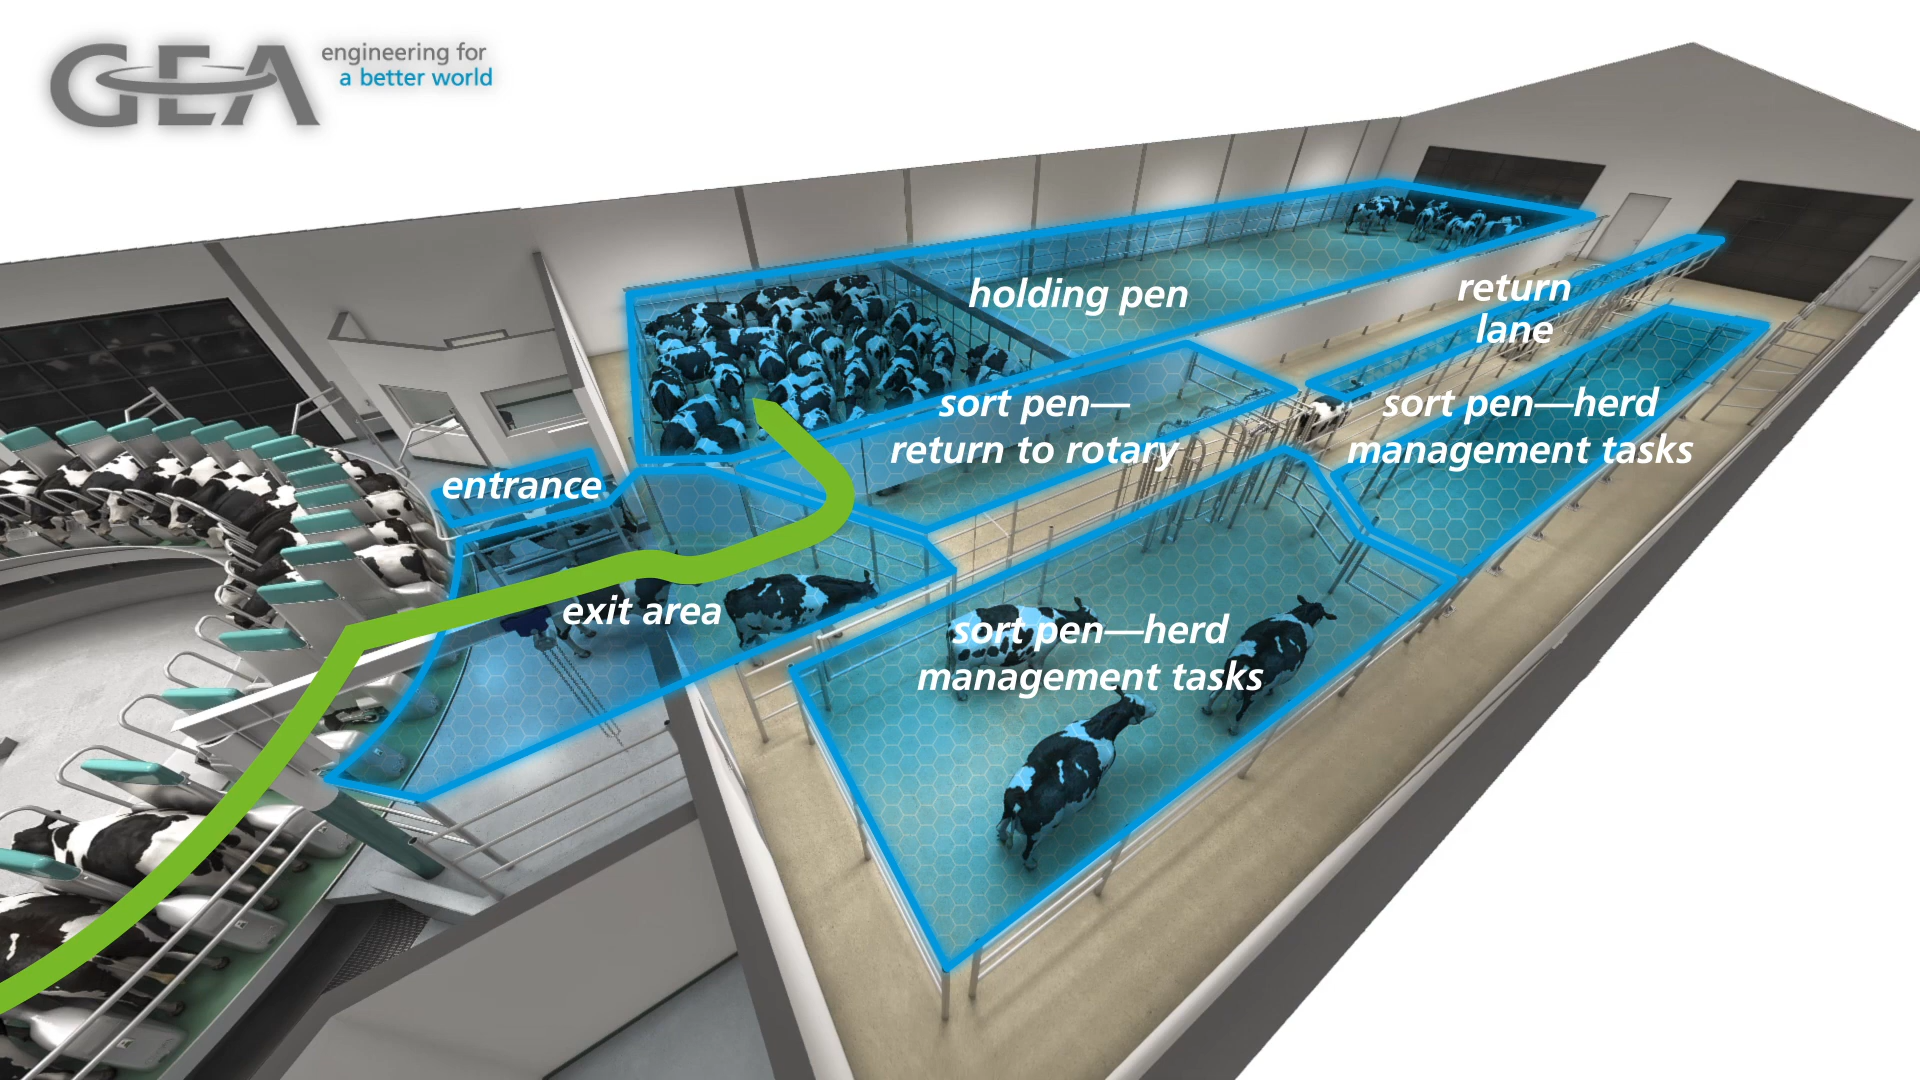 GEA
engineering for
a better world
holding pen
return
lane
sort pen—
return to rotary
sort pen—herd
management tasks
entrance
exit area
sort pen—herd
management tasks